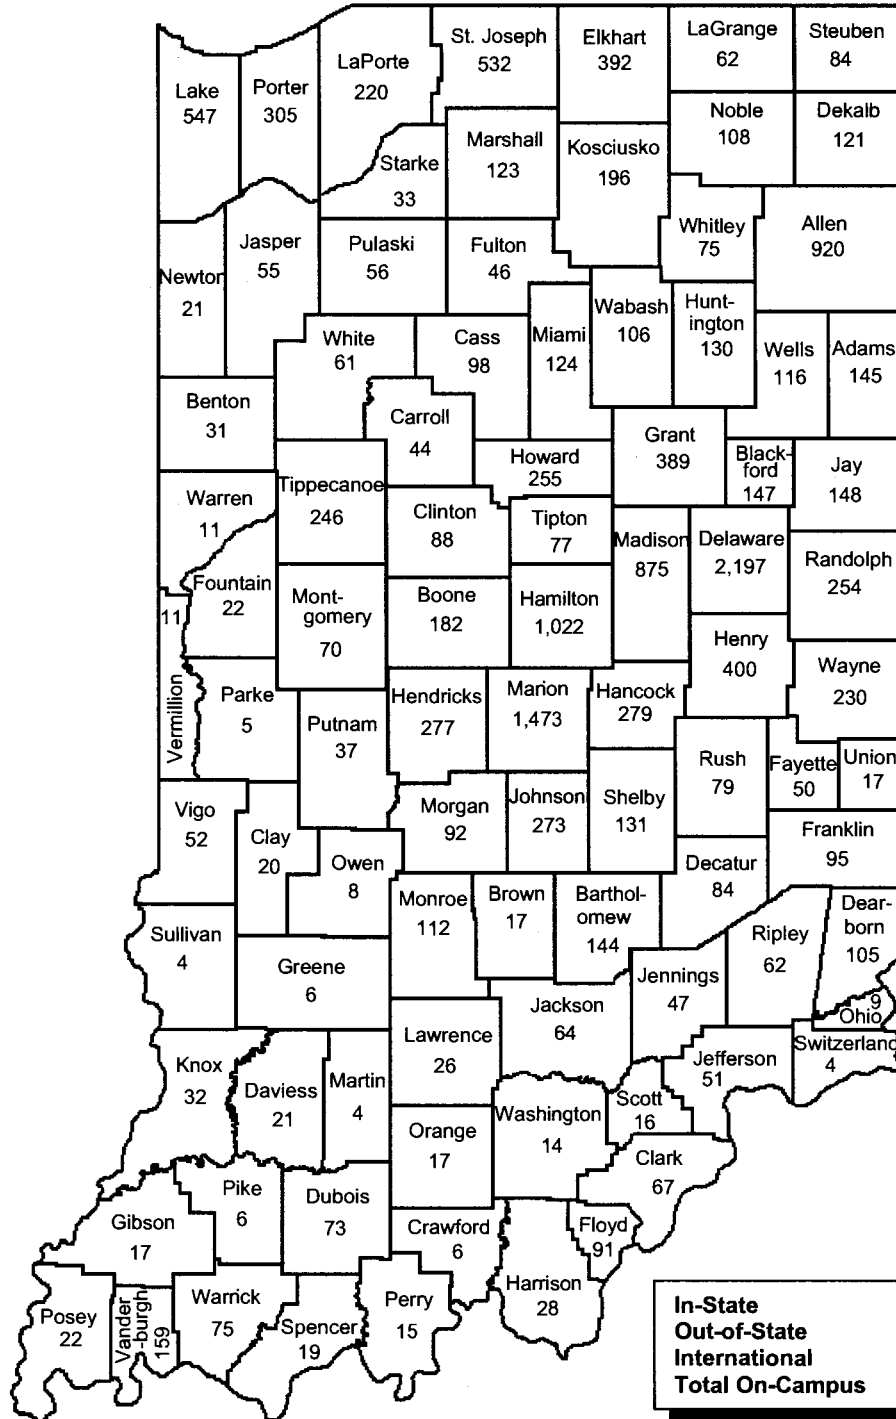 St. Joseph
532
Elkhart
392
LaGrange
62
Steuben
84
LaPorte
220
Lake
547
Porter
305
Noble
108
Dekalb
121
Marshall
123
Kosciusko
196
Starke
33
Whitley
75
Allen
920
Jasper
55
Pulaski
56
Fulton
46
Newton
21
Wabash
106
Hunt-
ington
130
White
61
Cass
98
Miami
124
Wells
116
Adams
145
Benton
31
Carroll
44
Grant
389
Howard
255
Black-
ford
147
Jay
148
Tippecanoe
246
Warren
11
Clinton
88
Tipton
77
Madison
875
Delaware
2,197
Randolph
254
Fountain
22
Mont-
gomery
70
Boone
182
Hamilton
1,022
11
Vermillion
Henry
400
Wayne
230
Parke
5
Putnam
37
Hendricks
277
Marion
1,473
Hancock
279
Rush
79
Fayette
50
Union
17
Vigo
52
Clay
20
Morgan
92
Johnson
273
Shelby
131
Franklin
95
Owen
8
Decatur
84
Monroe
112
Brown
17
Barthol-
omew
144
Dear-
born
105
Sullivan
4
Ripley
62
Greene
6
Jennings
47
Jackson
64
9
Ohio
Lawrence
26
Switzerland
4
Jefferson
51
Knox
32
Daviess
21
Martin
4
Scott
16
Washington
14
Orange
17
Clark
67
Pike
6
Dubois
73
Gibson
17
Crawford
6
Floyd
91
Harrison
28
Posey
22
Vander
-burgh
159
Warrick
75
Spencer
19
Perry
15
In-State
Out-of-State
International
Total On-Campus